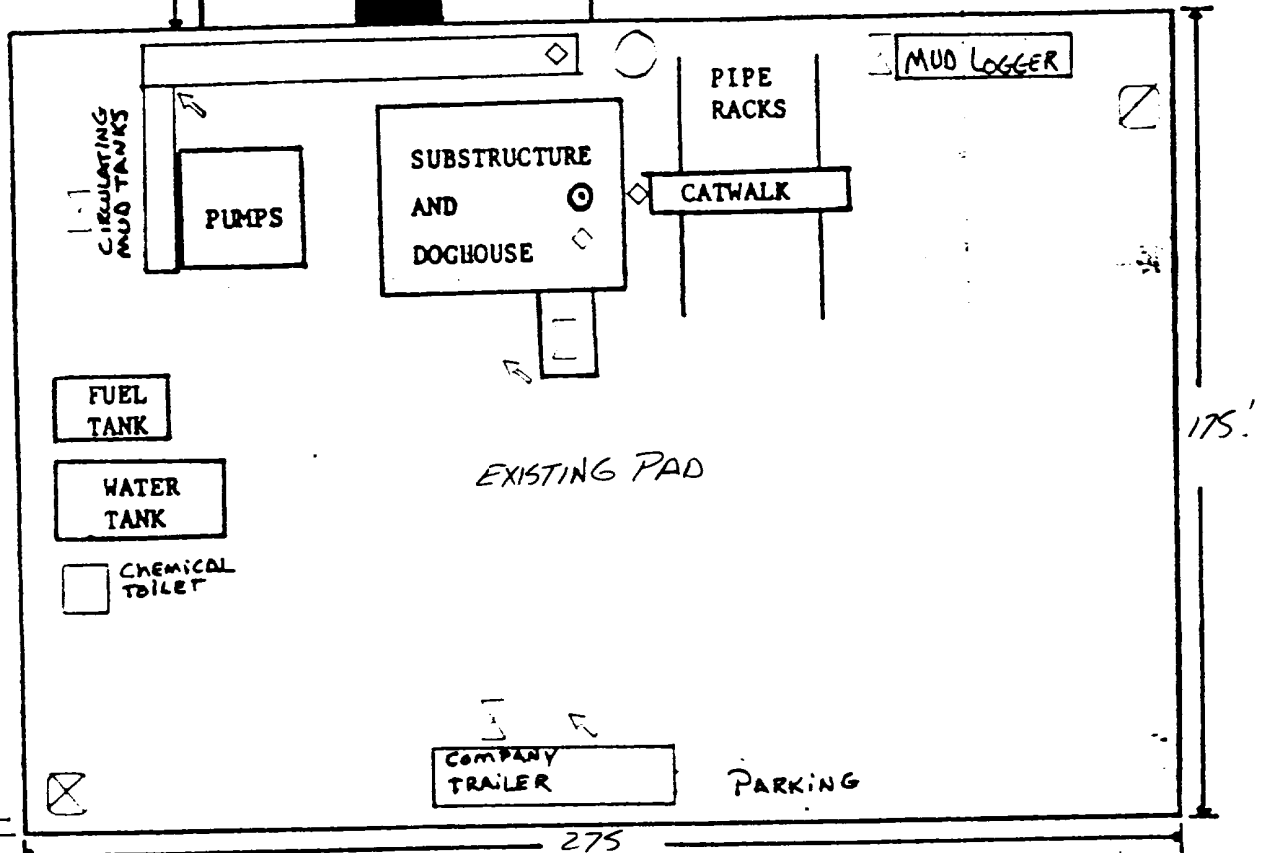 MUD LOGGER
PIPE
RACKS
CIRCULATING
MUD TANKS
SUBSTRUCTURE
AND
DOGHOUSE
PUMPS
CATWALK
FUEL
TANK
175'
EXISTING PAD
WATER
TANK
CHEMICAL
TOILET
COMPANY
TRAILER
PARKING
275